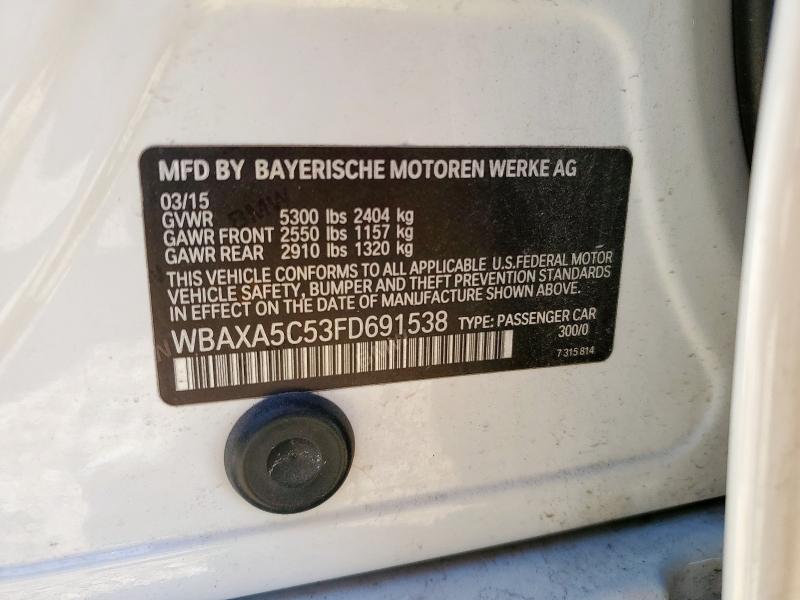 MFD BY BAYERISCHE MOTOREN WERKE AG
03/15
GVWR 5300 lbs 2404 kg
GAWR FRONT 2550 lbs 1157 kg
GAWR REAR 2910 lbs 1320 kg
THIS VEHICLE CONFORMS TO ALL APPLICABLE U.S.FEDERAL MOTOR
VEHICLE SAFETY, BUMPER AND THEFT PREVENTION STANDARDS
IN EFFECT ON THE DATE OF MANUFACTURE SHOWN ABOVE.
WBAXA5C53FD691538 TYPE: PASSENGER CAR
300/0
7 315 814